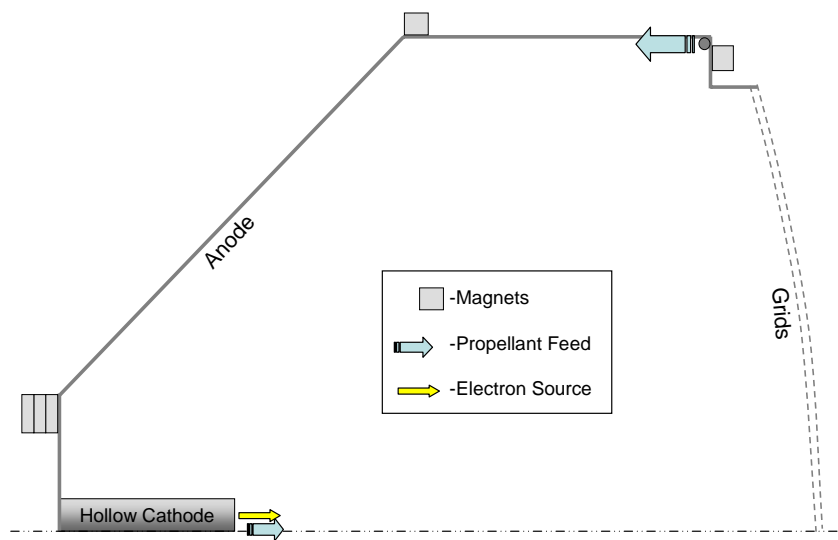 Anode
-Magnets
-Propellant Feed
-Electron Source
Grids
Hollow Cathode